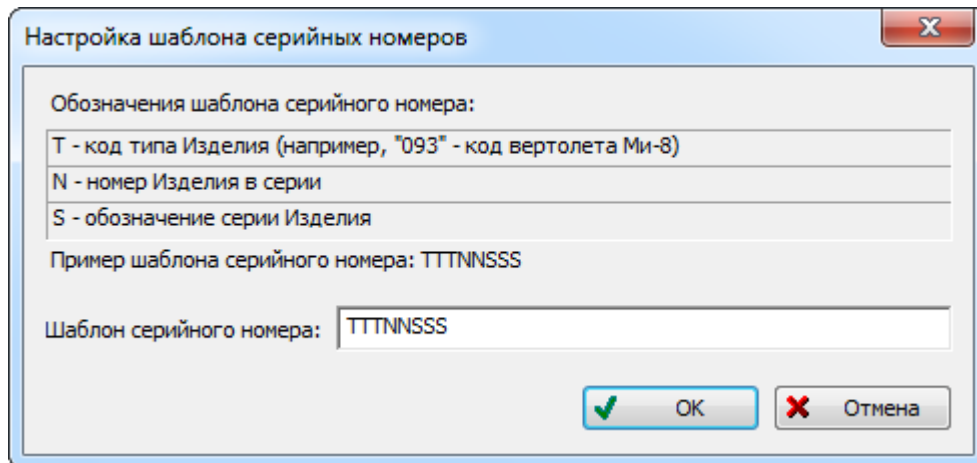 Настройка шаблона серийных номеров
Обозначения шаблона серийного номера:
T - код типа Изделия (например, "093" - код вертолета Ми-8)
N - номер Изделия в серии
S - обозначение серии Изделия
Пример шаблона серийного номера: TTTNNSSS
Шаблон серийного номера: TTTNNSSS
OK Отмена